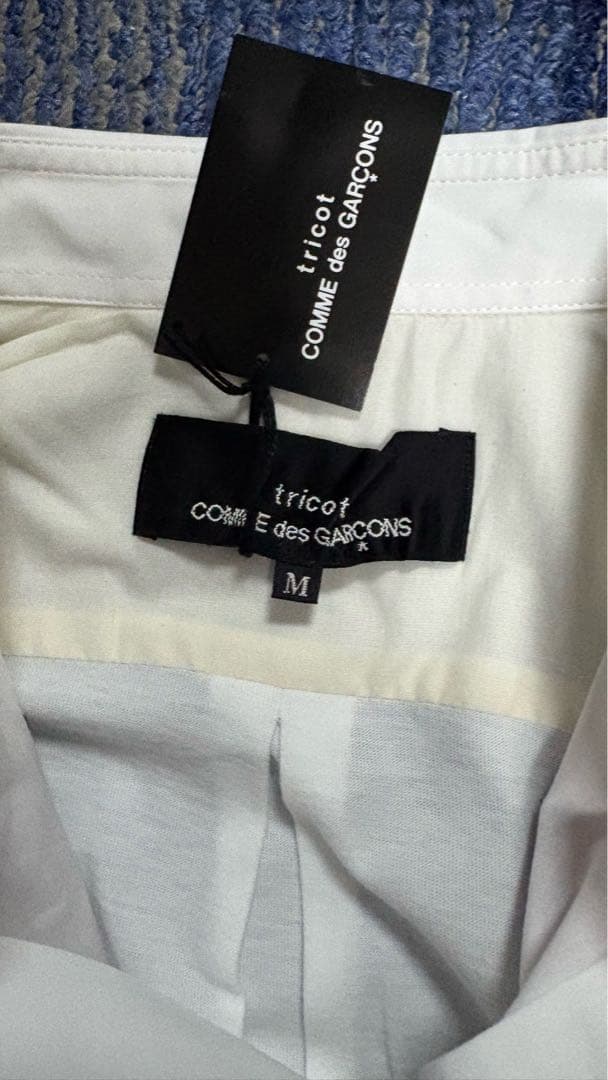 tricot
COMME des GARÇONS
*
tricot
COMME des GARÇONS
*
M